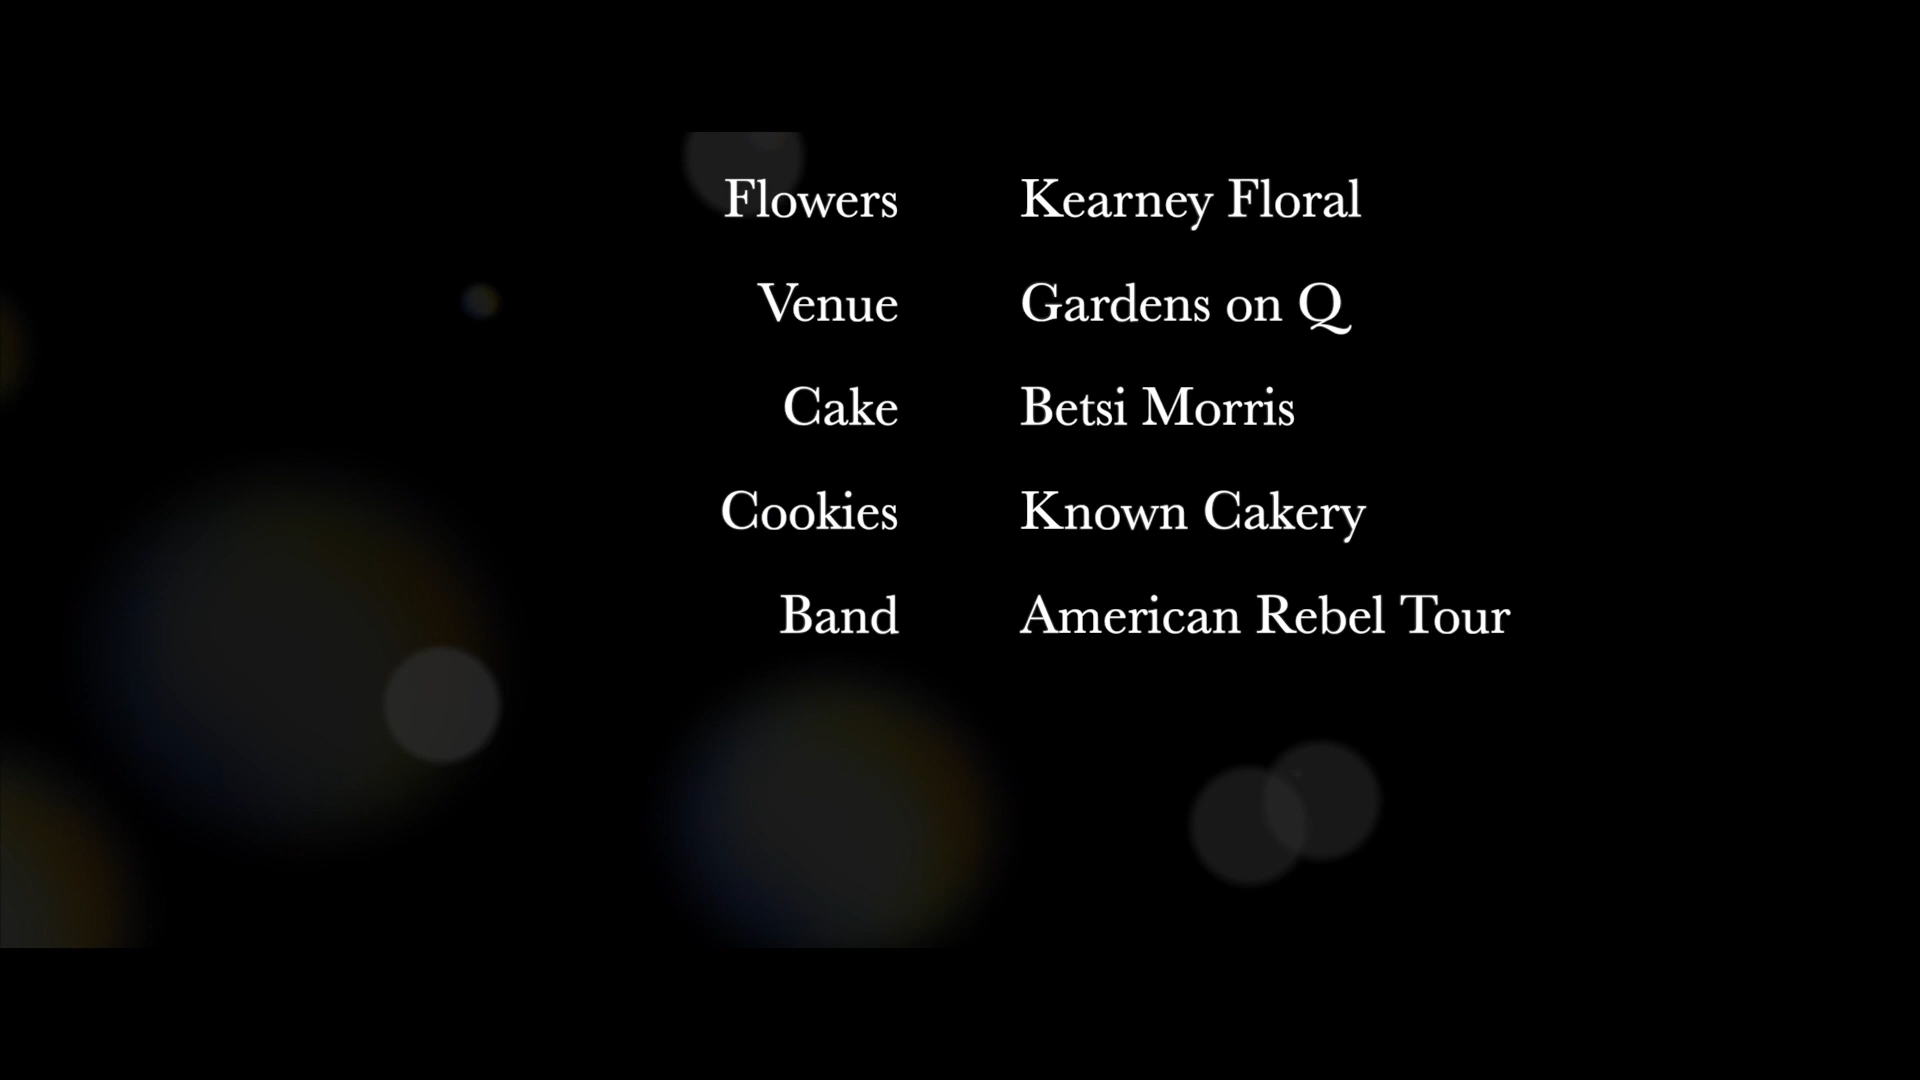 Flowers Kearney Floral
Venue Gardens on Q
Cake Betsi Morris
Cookies Known Cakery
Band American Rebel Tour